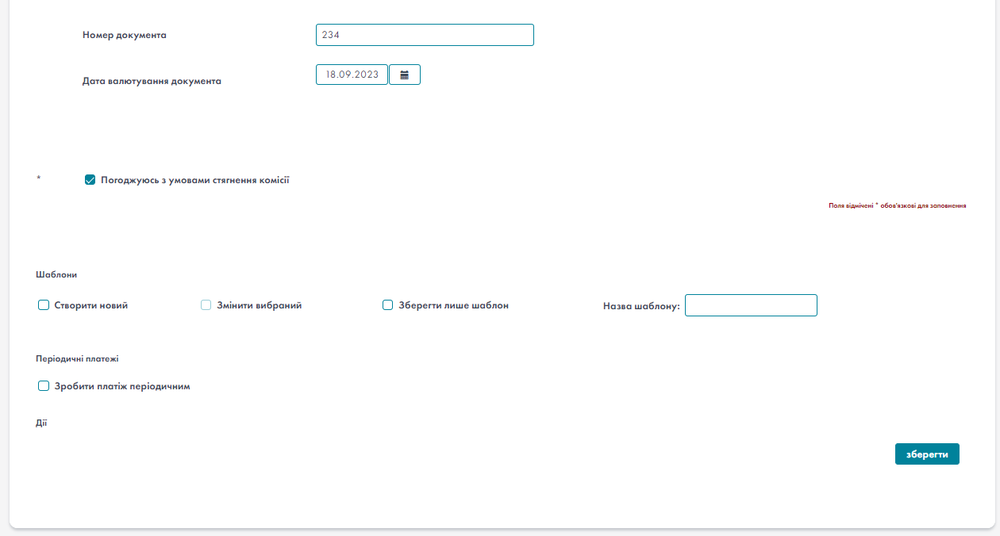 Номер документа
234
Дата валютування документа
18.09.2023
* Погоджуюсь з умовами стягнення комісії
Поля відмічені * обов'язкові для заповнення
Шаблони
Створити новий Змінити вибраний Зберегти лише шаблон Назва шаблону:
Періодичні платежі
Зробити платіж періодичним
Дії
зберегти